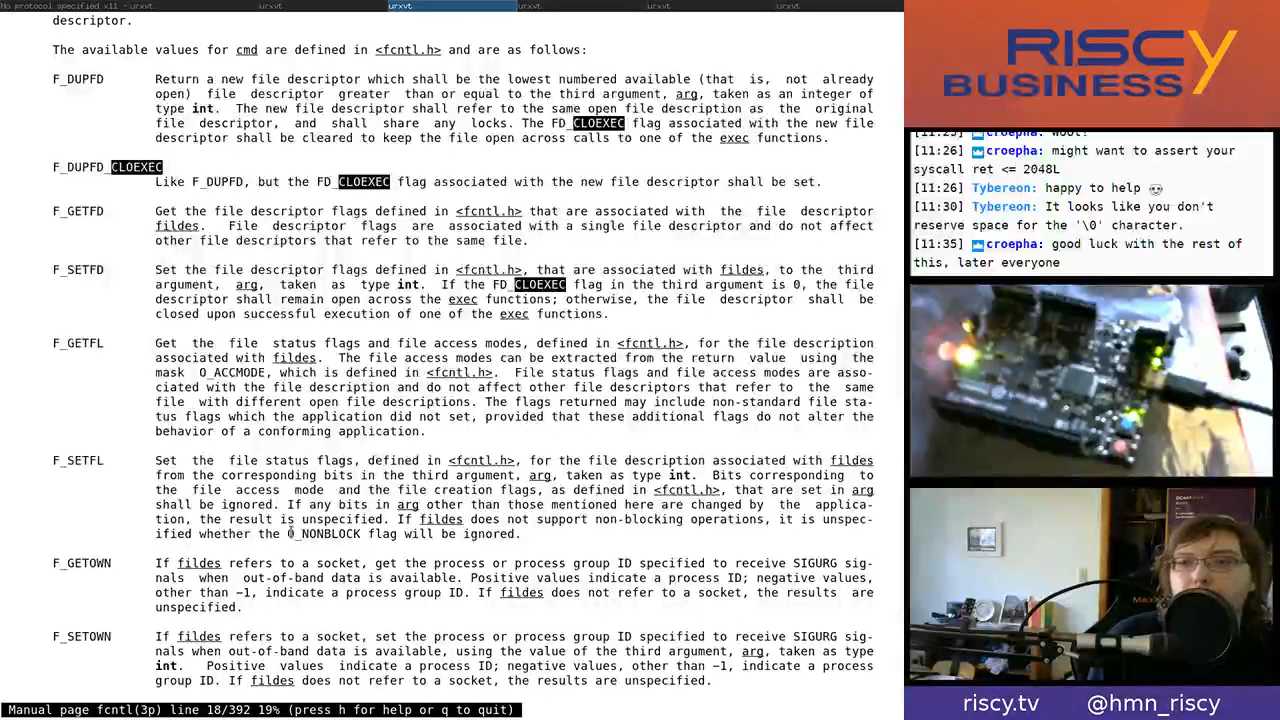 No protocol specified x11 - urxvt
urxvt
urxvt
urxvt
urxvt
urxvt
descriptor.
The available values for cmd are defined in <fcntl.h> and are as follows:
F_DUPFD Return a new file descriptor which shall be the lowest numbered available (that is, not already
open) file descriptor greater than or equal to the third argument, arg, taken as an integer of
type int. The new file descriptor shall refer to the same open file description as the original
file descriptor, and shall share any locks. The FD_CLOEXEC flag associated with the new file
descriptor shall be cleared to keep the file open across calls to one of the exec functions.
F_DUPFD_CLOEXEC
Like F_DUPFD, but the FD_CLOEXEC flag associated with the new file descriptor shall be set.
F_GETFD Get the file descriptor flags defined in <fcntl.h> that are associated with the file descriptor
fildes. File descriptor flags are associated with a single file descriptor and do not affect
other file descriptors that refer to the same file.
F_SETFD Set the file descriptor flags defined in <fcntl.h>, that are associated with fildes, to the third
argument, arg, taken as type int. If the FD_CLOEXEC flag in the third argument is 0, the file
descriptor shall remain open across the exec functions; otherwise, the file descriptor shall be
closed upon successful execution of one of the exec functions.
F_GETFL Get the file status flags and file access modes, defined in <fcntl.h>, for the file description
associated with fildes. The file access modes can be extracted from the return value using the
mask O_ACCMODE, which is defined in <fcntl.h>. File status flags and file access modes are asso-
ciated with the file description and do not affect other file descriptors that refer to the same
file with different open file descriptions. The flags returned may include non-standard file sta-
tus flags which the application did not set, provided that these additional flags do not alter the
behavior of a conforming application.
F_SETFL Set the file status flags, defined in <fcntl.h>, for the file description associated with fildes
from the corresponding bits in the third argument, arg, taken as type int. Bits corresponding to
the file access mode and the file creation flags, as defined in <fcntl.h>, that are set in arg
shall be ignored. If any bits in arg other than those mentioned here are changed by the applica-
tion, the result is unspecified. If fildes does not support non-blocking operations, it is unspec-
ified whether the O_NONBLOCK flag will be ignored.
F_GETOWN If fildes refers to a socket, get the process or process group ID specified to receive SIGURG sig-
nals when out-of-band data is available. Positive values indicate a process ID; negative values,
other than −1, indicate a process group ID. If fildes does not refer to a socket, the results are
unspecified.
F_SETOWN If fildes refers to a socket, set the process or process group ID specified to receive SIGURG sig-
nals when out-of-band data is available, using the value of the third argument, arg, taken as type
int. Positive values indicate a process ID; negative values, other than −1, indicate a process
group ID. If fildes does not refer to a socket, the results are unspecified.
Manual page fcntl(3p) line 18/392 19% (press h for help or q to quit)
RISCY
BUSINESS
[11:25] croepha: woot!
[11:26] croepha: might want to assert your
syscall ret <= 2048L
[11:26] Tybereon: happy to help
[11:30] Tybereon: It looks like you don't
reserve space for the '\0' character.
[11:35] croepha: good luck with the rest of
this, later everyone
riscy.tv @hmn_riscy